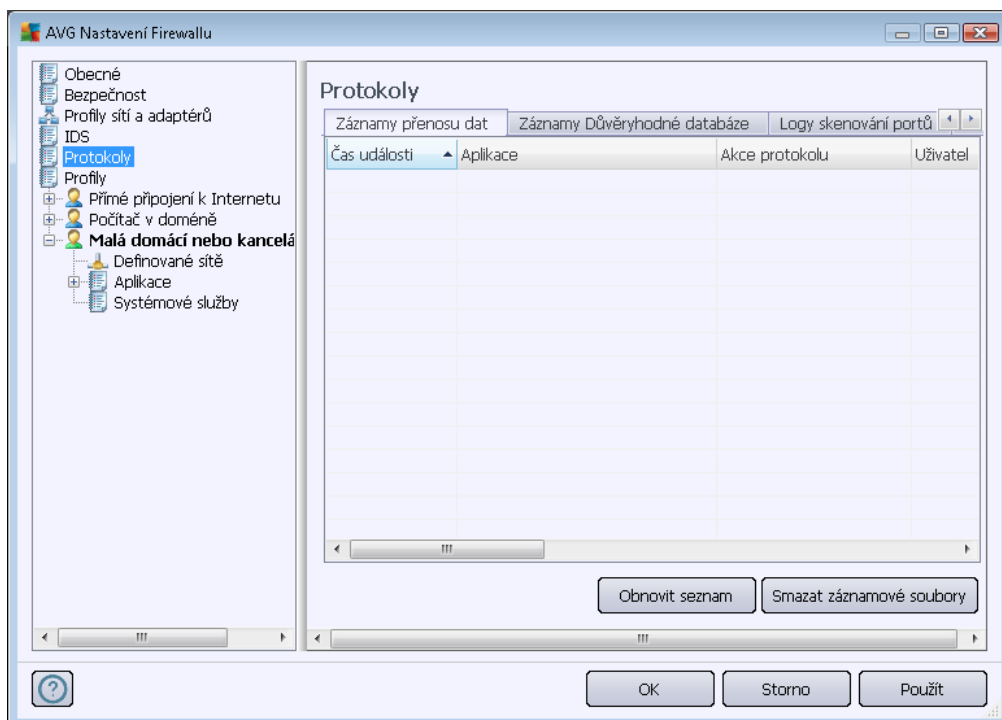 AVG Nastavení Firewallu
Obecné
Bezpečnost
Profily sítí a adaptérů
IDS
Protokoly
Profily
Přímé připojení k Internetu
Počítač v doméně
Malá domácí nebo kancelá
Definované sítě
Aplikace
Systémové služby
Protokoly
Záznamy přenosu dat Záznamy Důvěryhodné databáze Logy skenování portů
Čas události Aplikace Akce protokolu Uživatel
Obnovit seznam Smazat záznamové soubory
OK Storno Použít